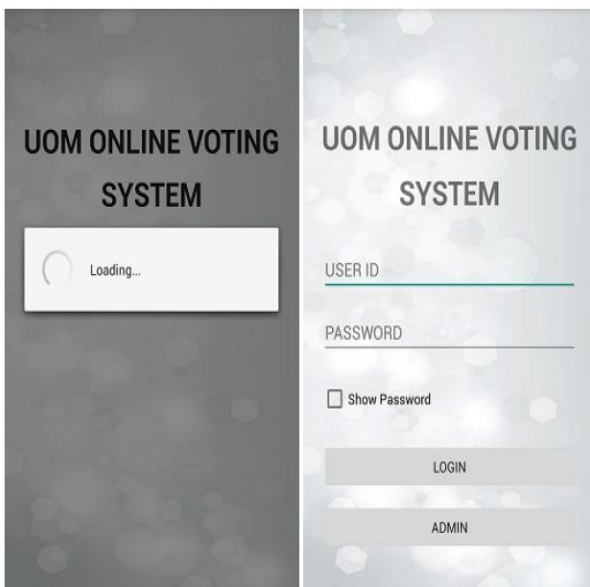 UOM ONLINE VOTING
SYSTEM
Loading...
UOM ONLINE VOTING
SYSTEM
USER ID
PASSWORD
Show Password
LOGIN
ADMIN